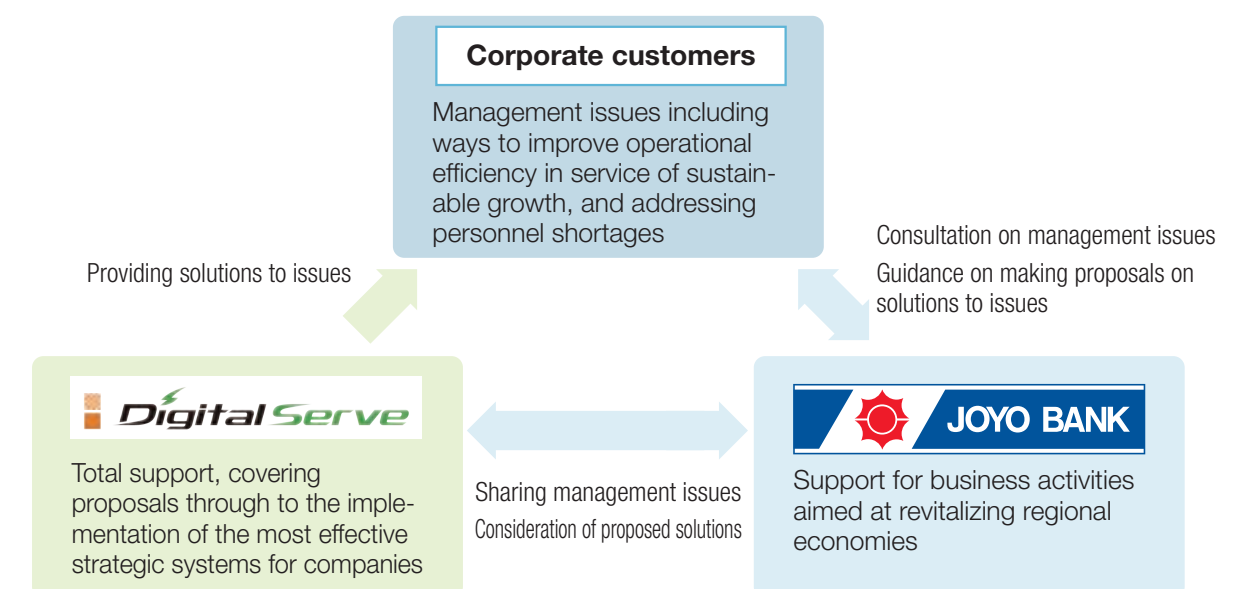 Corporate customers
Management issues including
ways to improve operational
efficiency in service of sustain-
able growth, and addressing
personnel shortages
Providing solutions to issues
Consultation on management issues
Guidance on making proposals on
solutions to issues
Digital Serve
Total support, covering
proposals through to the imple-
mentation of the most effective
strategic systems for companies
Sharing management issues
Consideration of proposed solutions
JOYO BANK
Support for business activities
aimed at revitalizing regional
economies